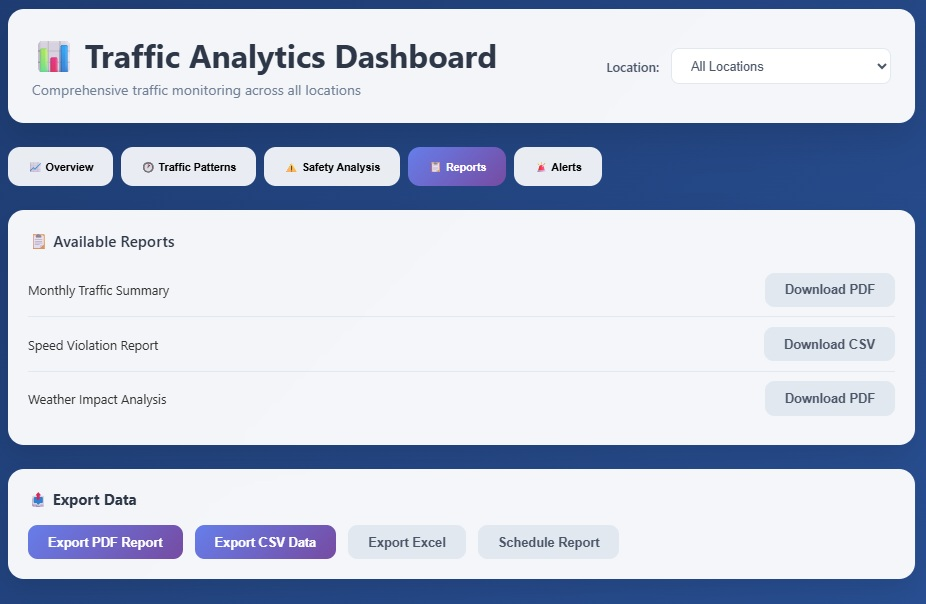 Traffic Analytics Dashboard
Comprehensive traffic monitoring across all locations
Location: All Locations
Overview Traffic Patterns Safety Analysis Reports Alerts
Available Reports
Monthly Traffic Summary Download PDF
Speed Violation Report Download CSV
Weather Impact Analysis Download PDF
Export Data
Export PDF Report Export CSV Data Export Excel Schedule Report